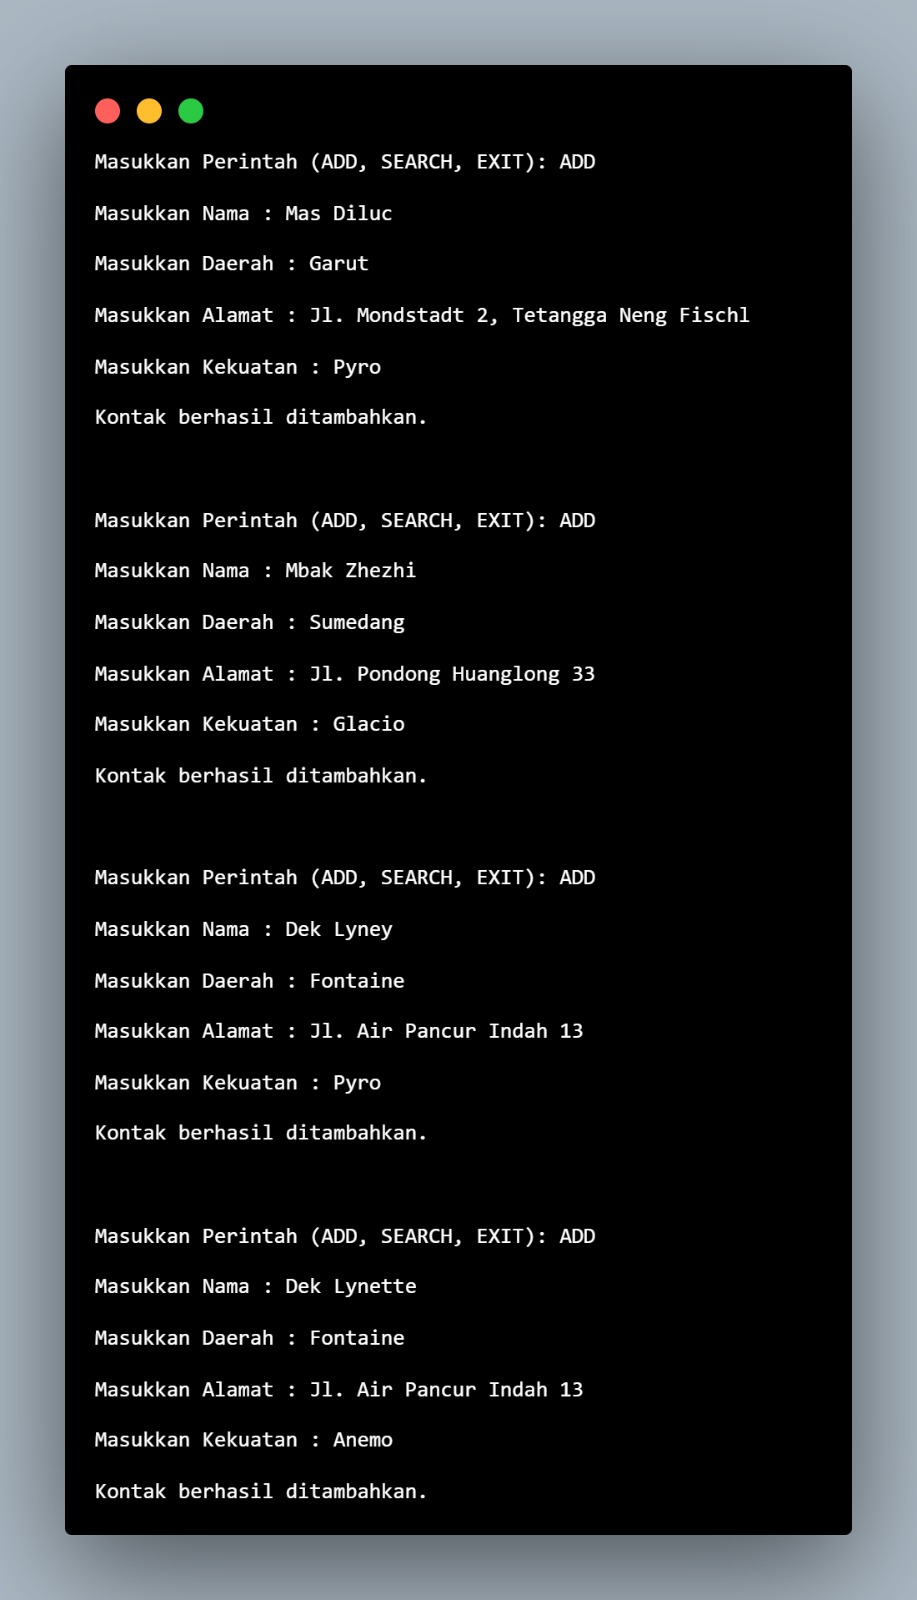 Masukkan Perintah (ADD, SEARCH, EXIT): ADD
Masukkan Nama : Mas Diluc
Masukkan Daerah : Garut
Masukkan Alamat : Jl. Mondstadt 2, Tetangga Neng Fischl
Masukkan Kekuatan : Pyro
Kontak berhasil ditambahkan.
Masukkan Perintah (ADD, SEARCH, EXIT): ADD
Masukkan Nama : Mbak Zhezhi
Masukkan Daerah : Sumedang
Masukkan Alamat : Jl. Pondong Huanglong 33
Masukkan Kekuatan : Glacio
Kontak berhasil ditambahkan.
Masukkan Perintah (ADD, SEARCH, EXIT): ADD
Masukkan Nama : Dek Lyney
Masukkan Daerah : Fontaine
Masukkan Alamat : Jl. Air Pancur Indah 13
Masukkan Kekuatan : Pyro
Kontak berhasil ditambahkan.
Masukkan Perintah (ADD, SEARCH, EXIT): ADD
Masukkan Nama : Dek Lynette
Masukkan Daerah : Fontaine
Masukkan Alamat : Jl. Air Pancur Indah 13
Masukkan Kekuatan : Anemo
Kontak berhasil ditambahkan.